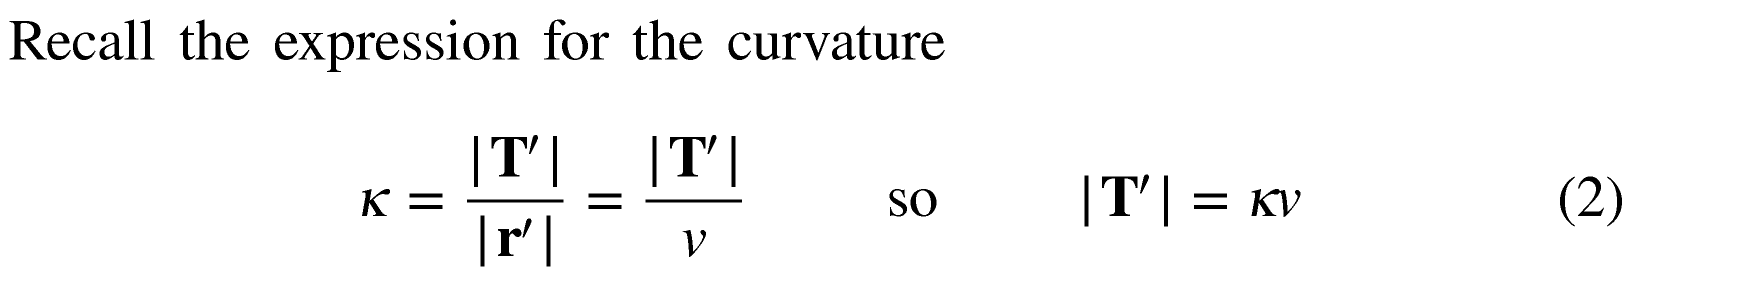 Recall the expression for the curvature
κ = |T′| / |r′| = |T′| / v so |T′| = κv (2)